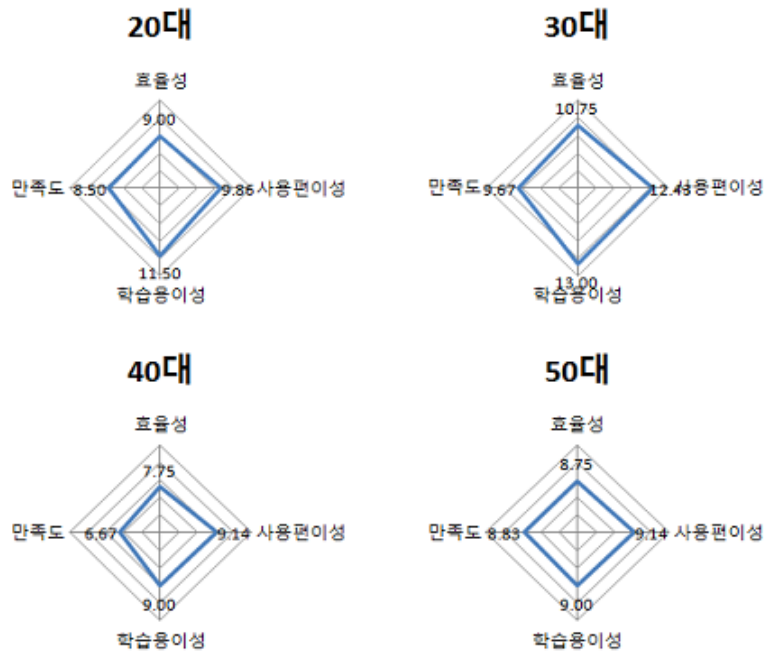 20대
효율성
9.00
만족도 8.50 9.86 사용편이성
11.50
학습용이성
30대
효율성
10.75
만족도 9.67 12.43 사용편이성
13.00
학습용이성
40대
효율성
7.75
만족도 6.67 9.14 사용편이성
9.00
학습용이성
50대
효율성
8.75
만족도 8.83 9.14 사용편이성
9.00
학습용이성